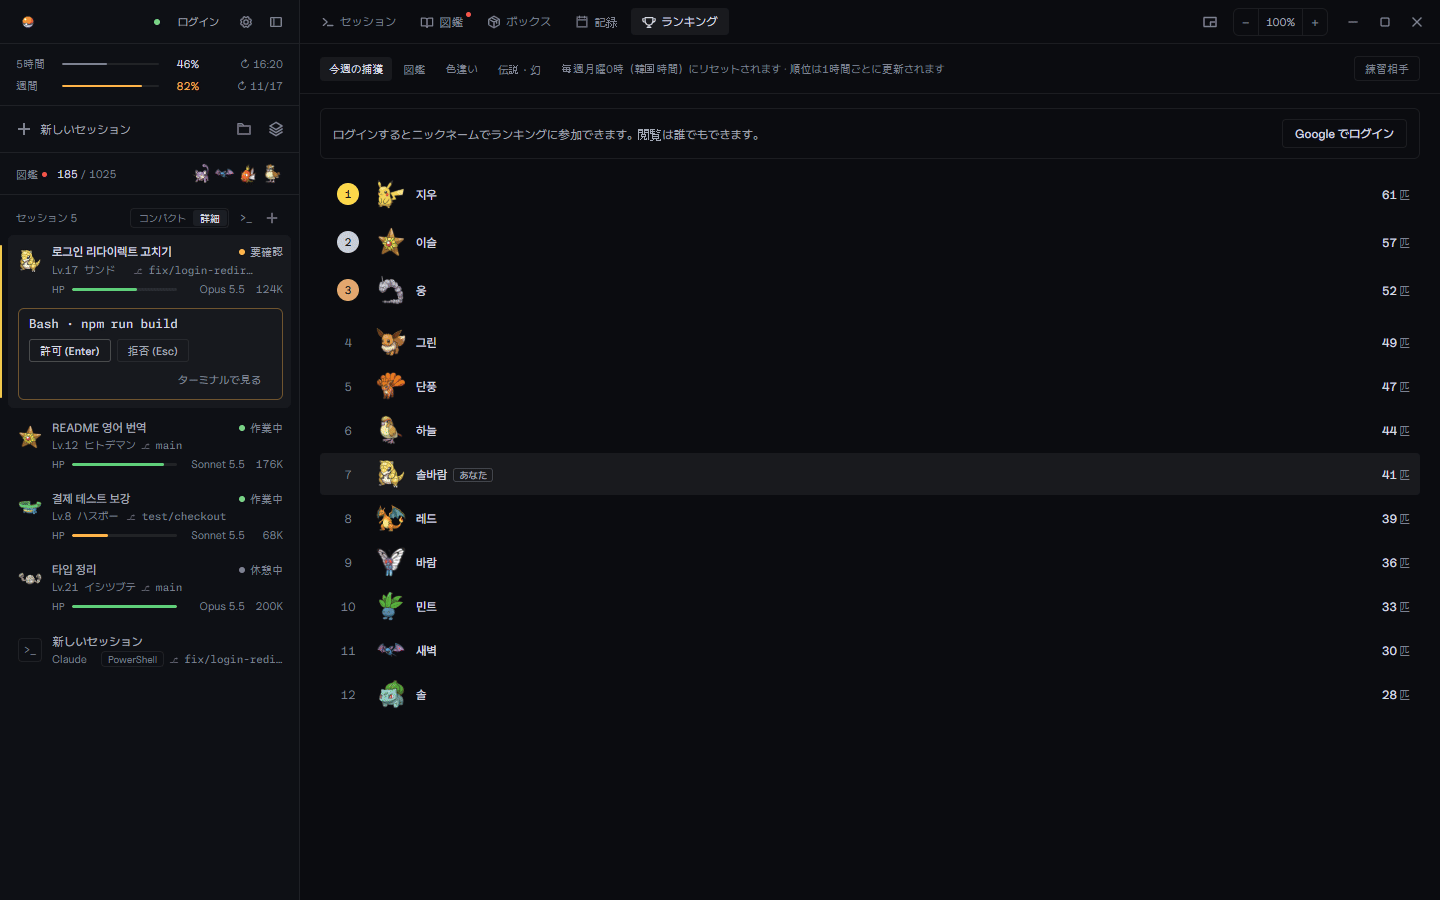 ログイン
5時間 46% 16:20
週間 82% 11/17
新しいセッション
図鑑 185 / 1025
セッション 5 コンパクト 詳細
로그인 리다이렉트 고치기 要確認
Lv.17 サンド fix/login-redir…
HP Opus 5.5 124K
Bash · npm run build
許可 (Enter) 拒否 (Esc)
ターミナルで見る
README 영어 번역 作業中
Lv.12 ヒトデマン main
HP Sonnet 5.5 176K
결제 테스트 보강 作業中
Lv.8 ハスボー test/checkout
HP Sonnet 5.5 68K
타입 정리 休憩中
Lv.21 イシツブテ main
HP Opus 5.5 200K
新しいセッション
Claude PowerShell fix/login-redi…
セッション 図鑑 ボックス 記録 ランキング
− 100% +
今週の捕獲 図鑑 色違い 伝説・幻 毎週月曜0時（韓国時間）にリセットされます · 順位は1時間ごとに更新されます 練習相手
ログインするとニックネームでランキングに参加できます。閲覧は誰でもできます。 Google でログイン
1 지우 61 匹
2 이슬 57 匹
3 웅 52 匹
4 그린 49 匹
5 단풍 47 匹
6 하늘 44 匹
7 솔바람 あなた 41 匹
8 레드 39 匹
9 바람 36 匹
10 민트 33 匹
11 새벽 30 匹
12 솔 28 匹